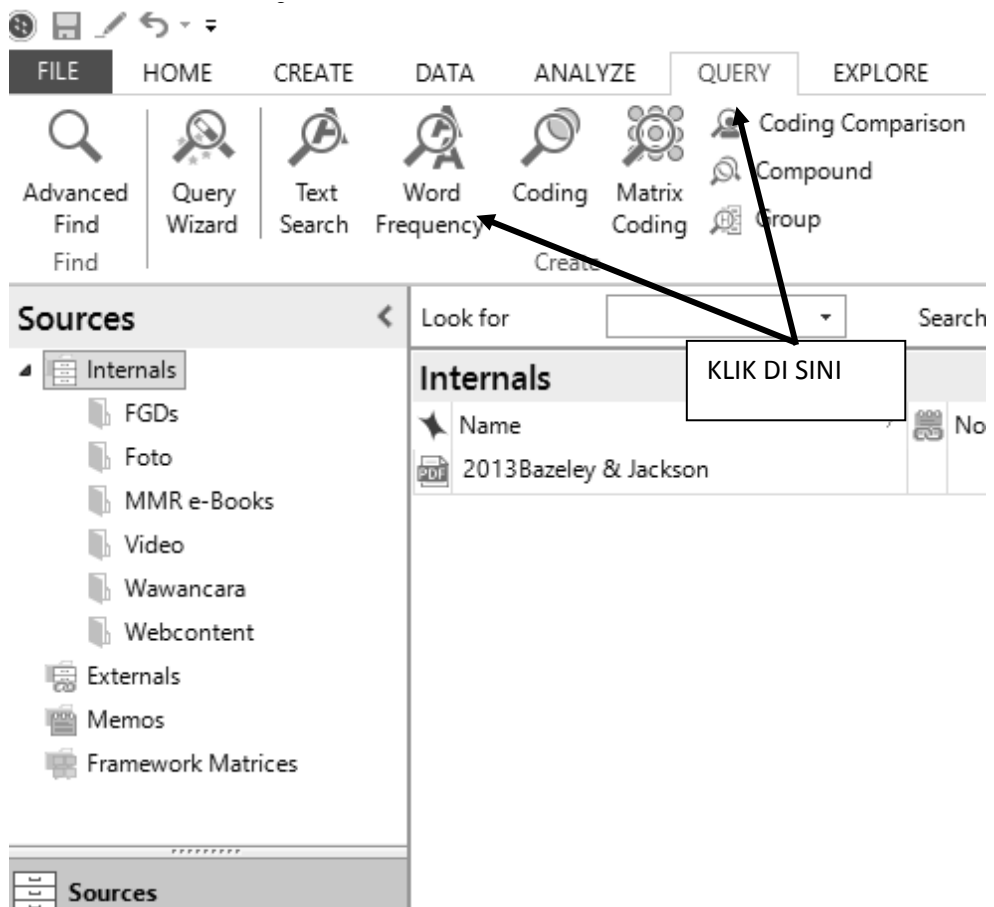 FILE HOME CREATE DATA ANALYZE QUERY EXPLORE
Advanced Find
Query Wizard
Text Search
Word Frequency
Coding
Matrix Coding
Coding Comparison
Compound
Group
Find
Create
Sources
Look for
Search
KLIK DI SINI
Internals
FGDs
Foto
MMR e-Books
Video
Wawancara
Webcontent
Externals
Memos
Framework Matrices
Sources
Internals
Name
No
2013Bazeley & Jackson